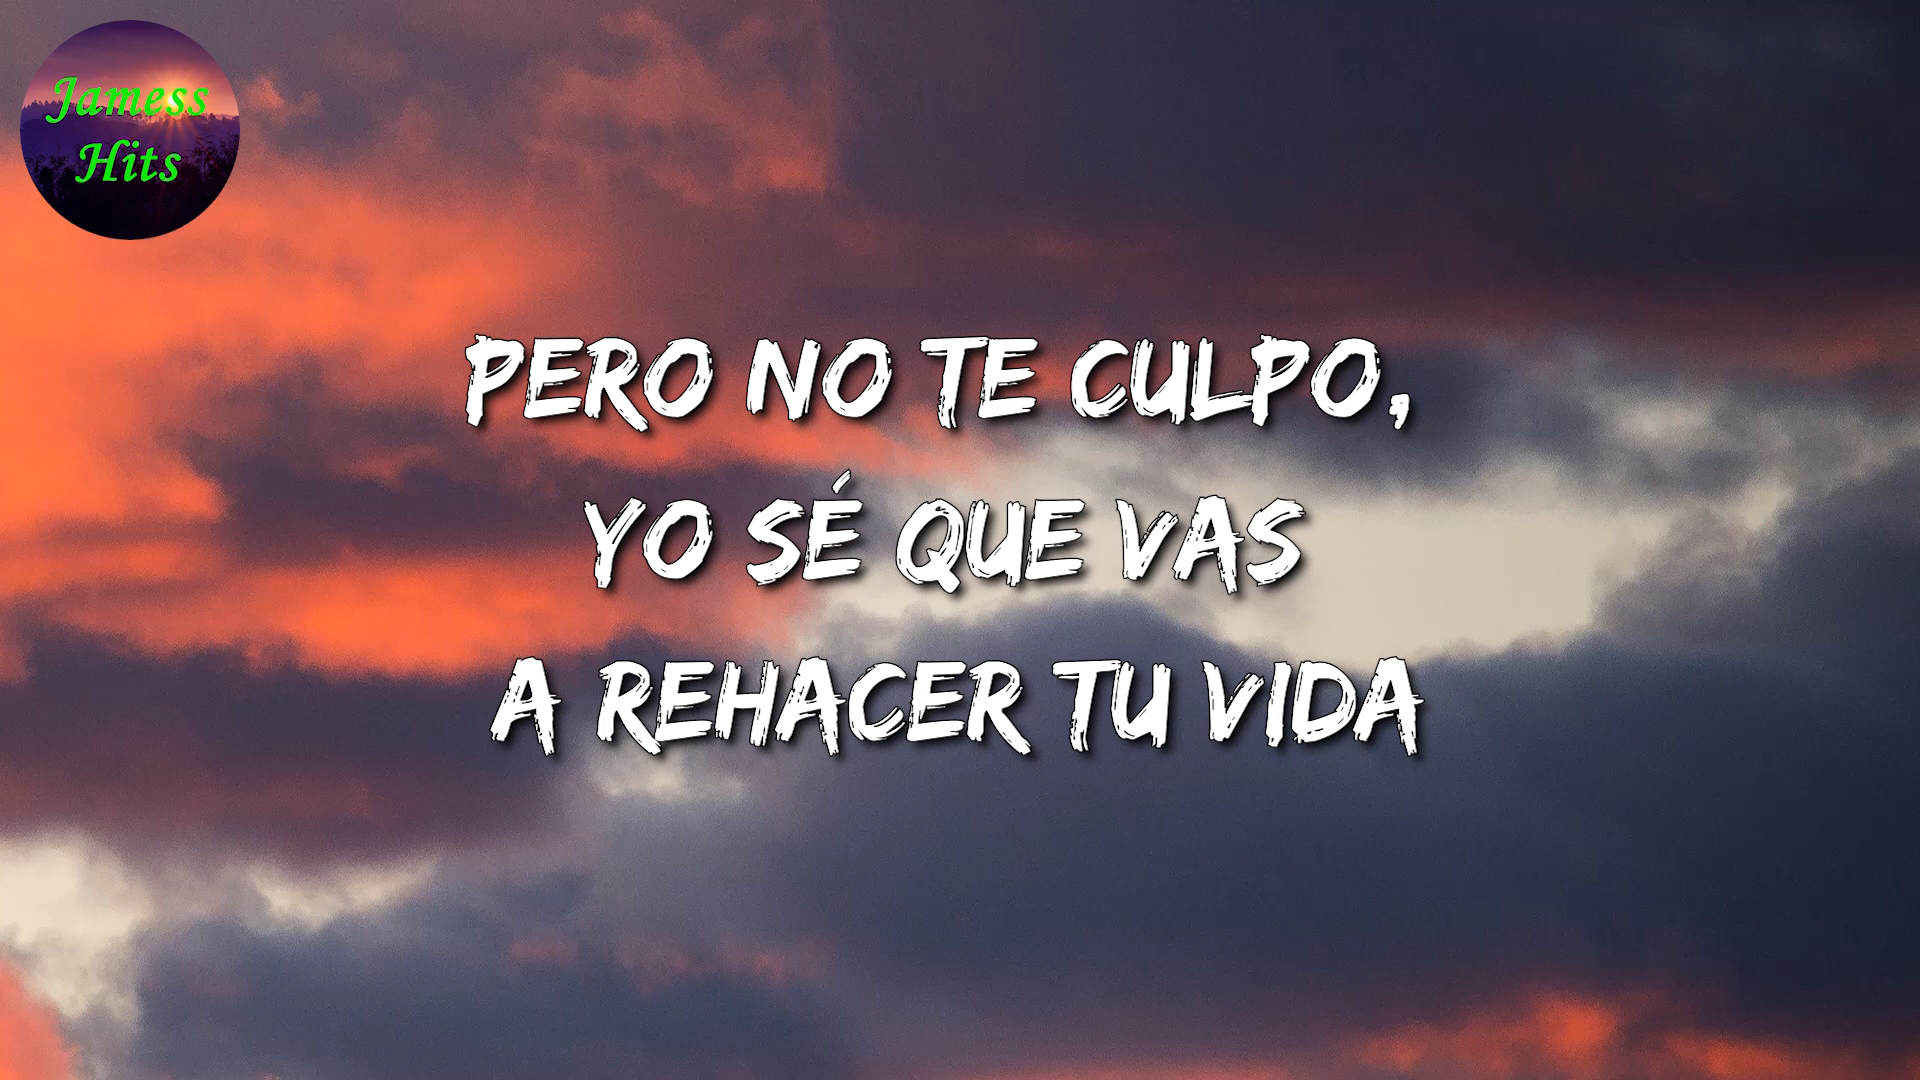 Jamess
Hits
PERO NO TE CULPO,
YO SÉ QUE VAS
A REHACER TU VIDA